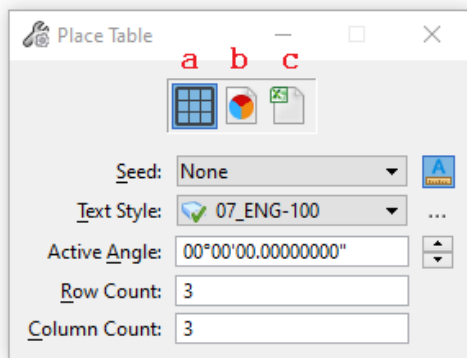 Place Table
a b c
Seed: None
Text Style: 07_ENG-100 ...
Active Angle: 00°00'00.00000000"
Row Count: 3
Column Count: 3